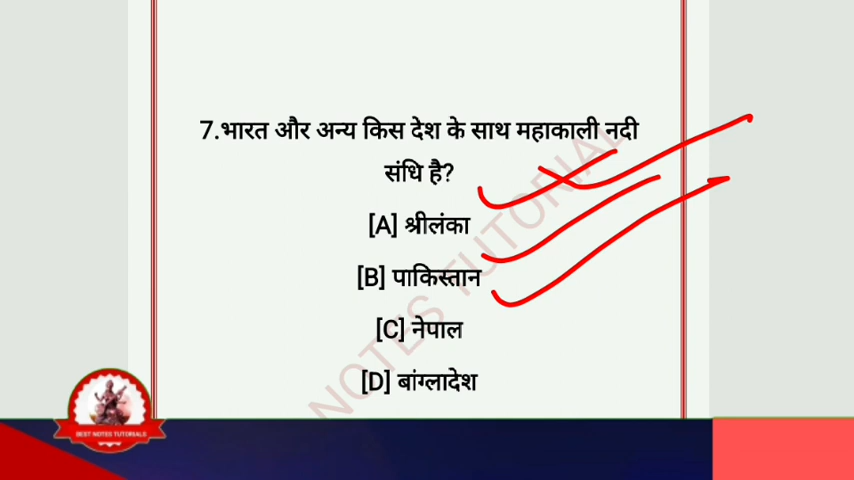 7.भारत और अन्य किस देश के साथ महाकाली नदी
संधि है?
[A] श्रीलंका
[B] पाकिस्तान
[C] नेपाल
[D] बांग्लादेश
NOTES TUTORIAL
BEST NOTES TUTORIALS